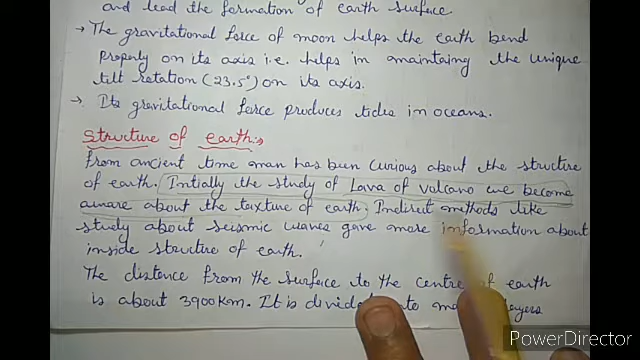 and lead the formation of earth surface
→ The gravitational force of moon helps the earth bend
properly on its axis i.e. helps in maintaing the unique
tilt rotation (23.5°) on its axis.
→ Its gravitational force produces tides in oceans.
Structure of earth:
From ancient time man has been curious about the structure
of earth. Intially the study of Lava of volcano we become
aware about the texture of earth. Indirect methods like
study about seismic waves gave more information about
inside structure of earth.
The distance from the surface to the centre of earth
is about 3900km. It is divided
layers
PowerDirector